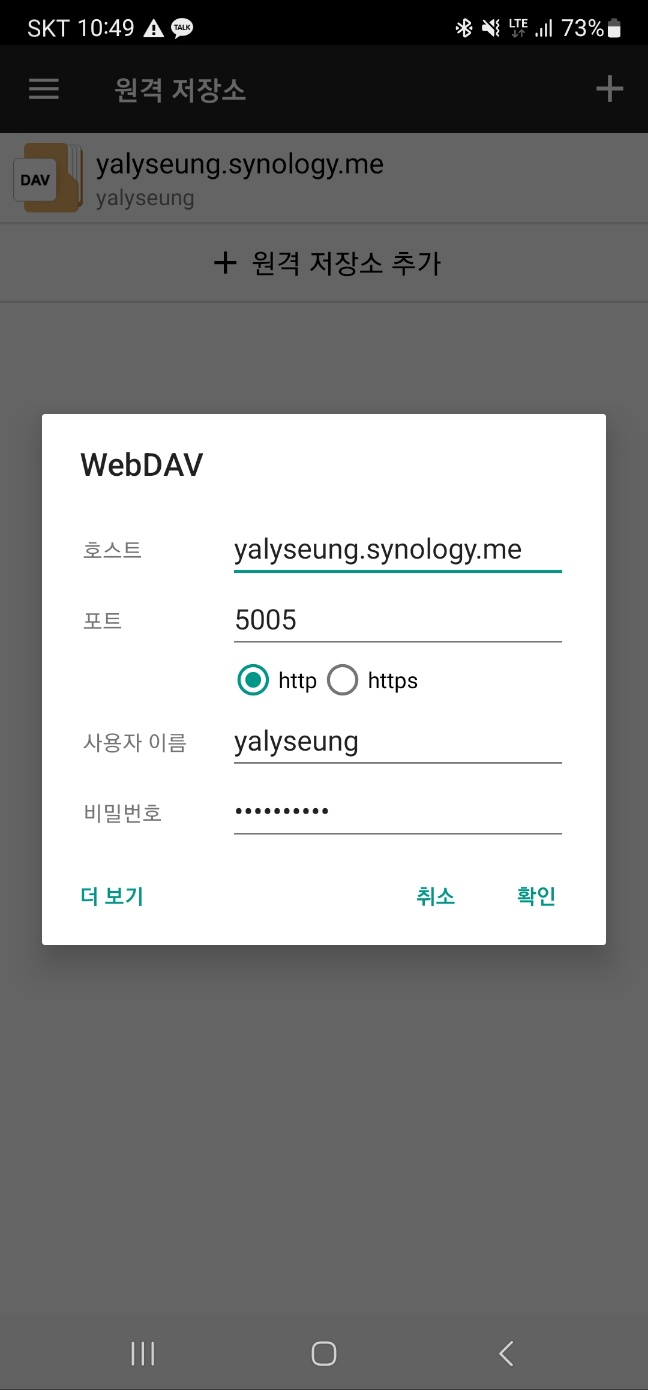 SKT 10:49 TALK LTE 73%
원격 저장소
DAV
yalyseung.synology.me
yalyseung
+ 원격 저장소 추가
WebDAV
호스트 yalyseung.synology.me
포트 5005
http https
사용자 이름 yalyseung
비밀번호 ••••••••••
더 보기 취소 확인